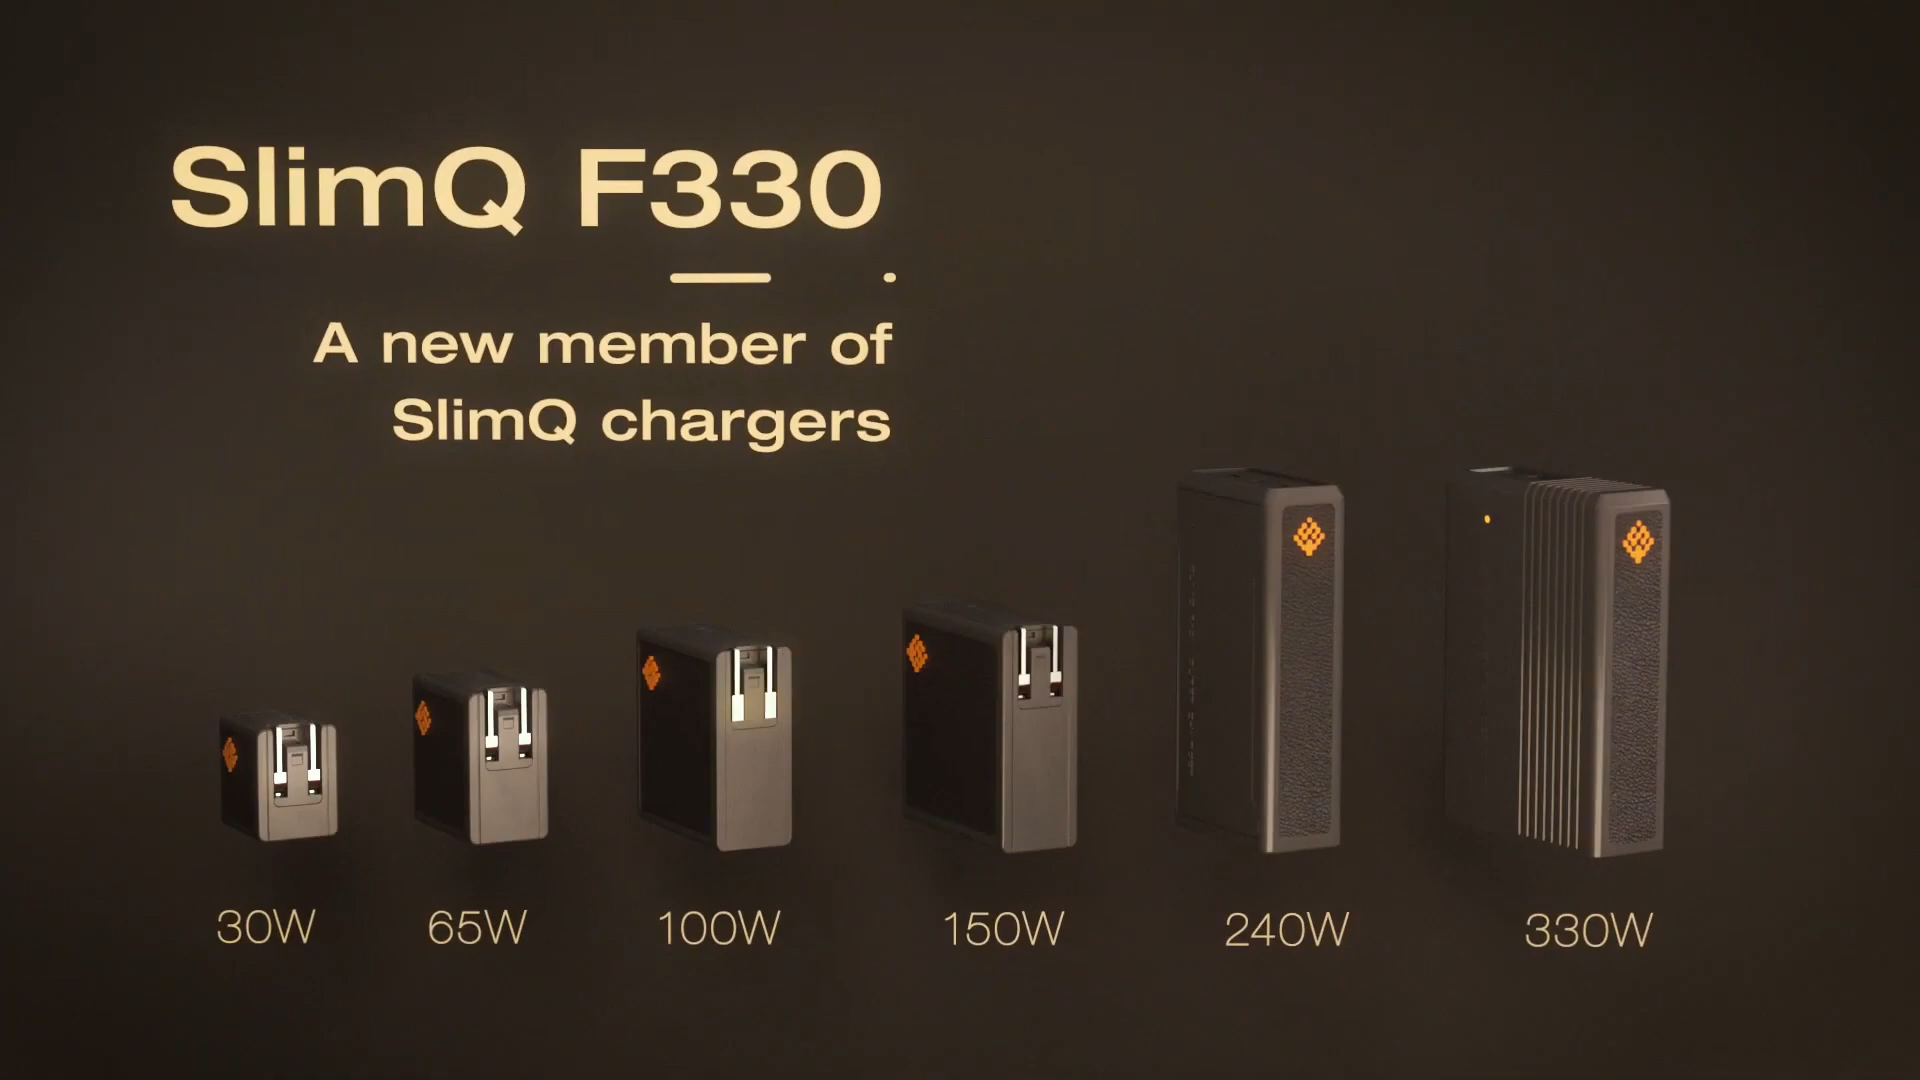 SlimQ F330
A new member of
SlimQ chargers
30W
65W
100W
150W
240W
330W